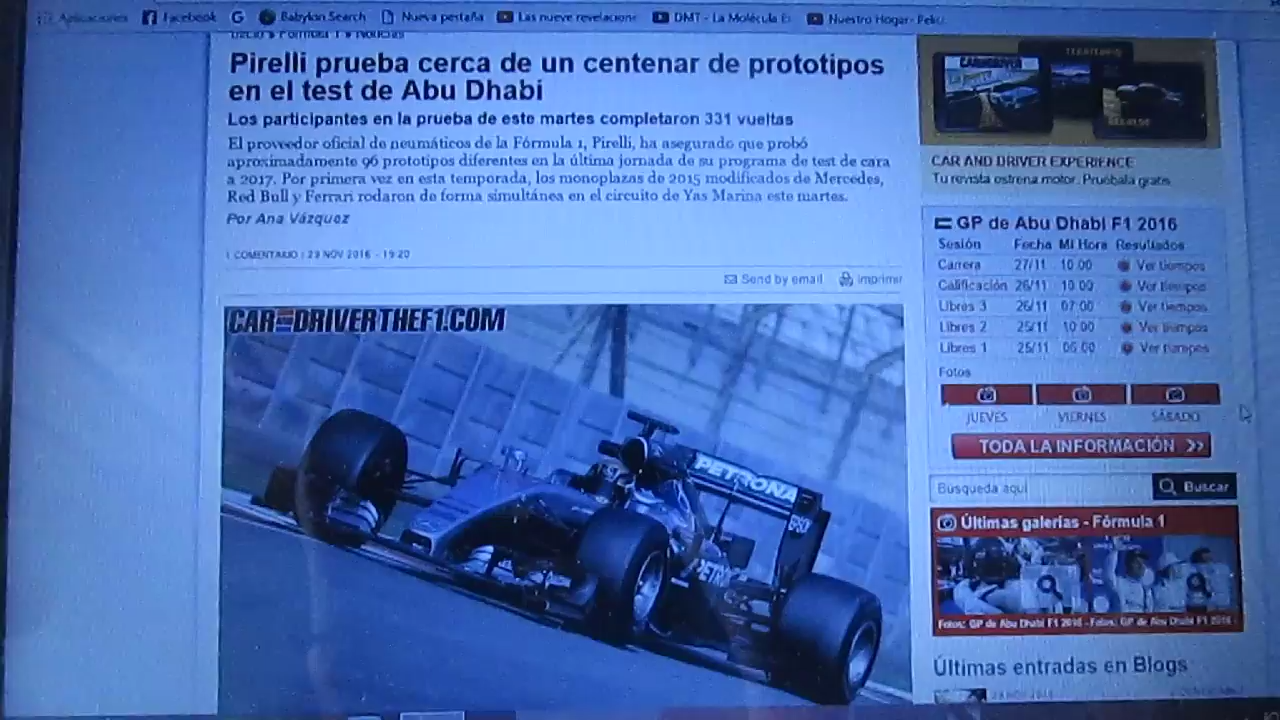 Aplicaciones Facebook G Babylon Search Nueva pestaña Las nueve revelacione DMT - La Molécula Es Nuestro Hogar- Pelíc
Pirelli prueba cerca de un centenar de prototipos
en el test de Abu Dhabi
Los participantes en la prueba de este martes completaron 331 vueltas
El proveedor oficial de neumáticos de la Fórmula 1, Pirelli, ha asegurado que probó
aproximadamente 96 prototipos diferentes en la última jornada de su programa de test de cara
a 2017. Por primera vez en esta temporada, los monoplazas de 2015 modificados de Mercedes,
Red Bull y Ferrari rodaron de forma simultánea en el circuito de Yas Marina este martes.
Por Ana Vázquez
1 COMENTARIO | 29 NOV 2016 - 19:20
Send by email Imprimir
CAR AND DRIVERTHEF1.COM
PETRONA
PETR
CAR AND DRIVER EXPERIENCE
Tu revista estrena motor. Pruébala gratis
GP de Abu Dhabi F1 2016
Sesión Fecha Mi Hora Resultados
Carrera 27/11 10:00 Ver tiempos
Calificación 26/11 10:00 Ver tiempos
Libres 3 26/11 07:00 Ver tiempos
Libres 2 25/11 10:00 Ver tiempos
Libres 1 25/11 06:00 Ver tiempos
Fotos
JUEVES VIERNES SÁBADO
TODA LA INFORMACIÓN >>
Búsqueda aquí Buscar
Últimas galerías - Fórmula 1
Fotos: GP de Abu Dhabi F1 2016 - Fotos: GP de Abu Dhabi F1 2016 -
Últimas entradas en Blogs